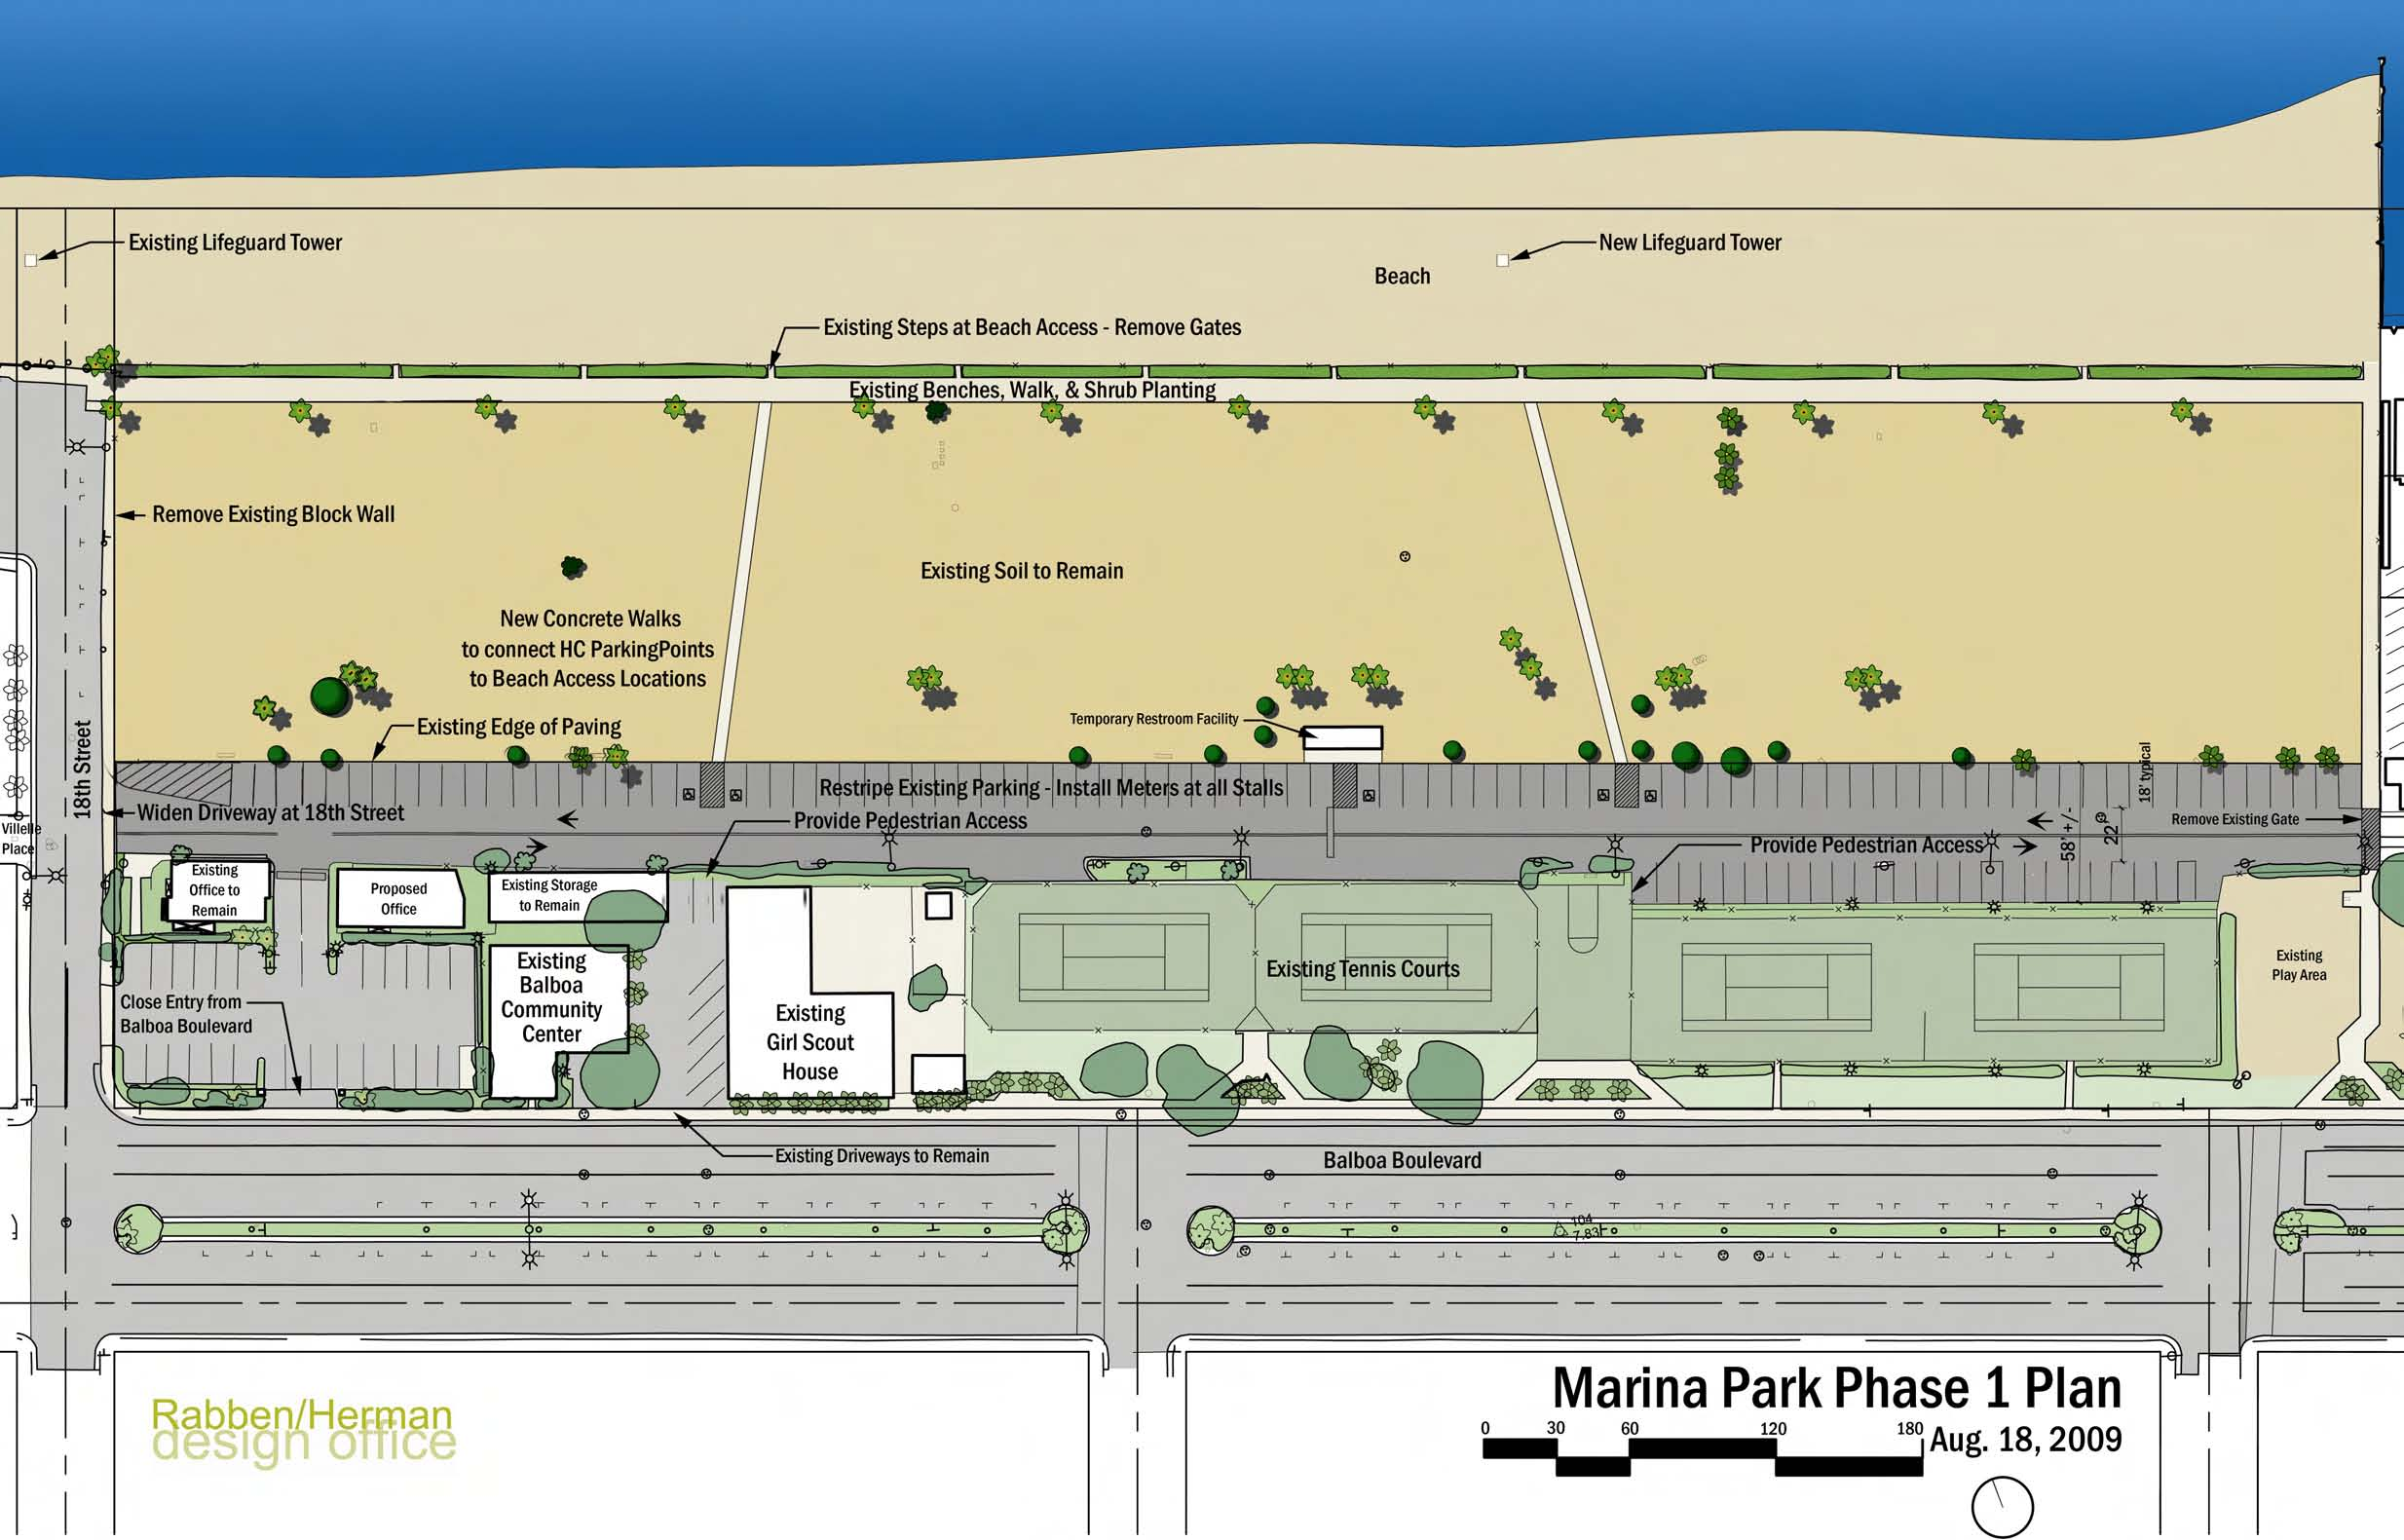 Existing Lifeguard Tower
New Lifeguard Tower
Beach
Existing Steps at Beach Access - Remove Gates
Existing Benches, Walk, & Shrub Planting
Remove Existing Block Wall
Existing Soil to Remain
New Concrete Walks
to connect HC ParkingPoints
to Beach Access Locations
Temporary Restroom Facility
Existing Edge of Paving
18th Street
Restripe Existing Parking - Install Meters at all Stalls
18' typical
Widen Driveway at 18th Street
Provide Pedestrian Access
Remove Existing Gate
Villelle
Place
58' +/-
22'
Provide Pedestrian Access
Existing
Office to
Remain
Proposed
Office
Existing Storage
to Remain
Existing
Balboa
Community
Center
Existing Tennis Courts
Existing
Play Area
Close Entry from
Balboa Boulevard
Existing
Girl Scout
House
Existing Driveways to Remain
Balboa Boulevard
104
7.83
Marina Park Phase 1 Plan
0 30 60 120 180
Aug. 18, 2009
Rabben/Herman
design office